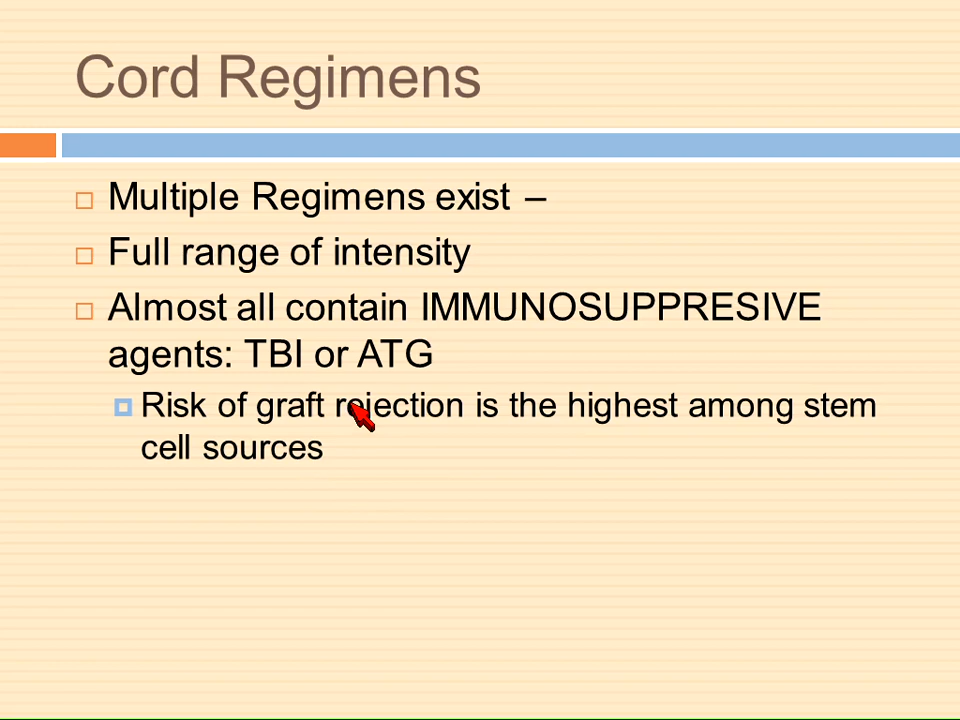 Cord Regimens
Multiple Regimens exist –
Full range of intensity
Almost all contain IMMUNOSUPPRESIVE
agents: TBI or ATG
Risk of graft rejection is the highest among stem
cell sources